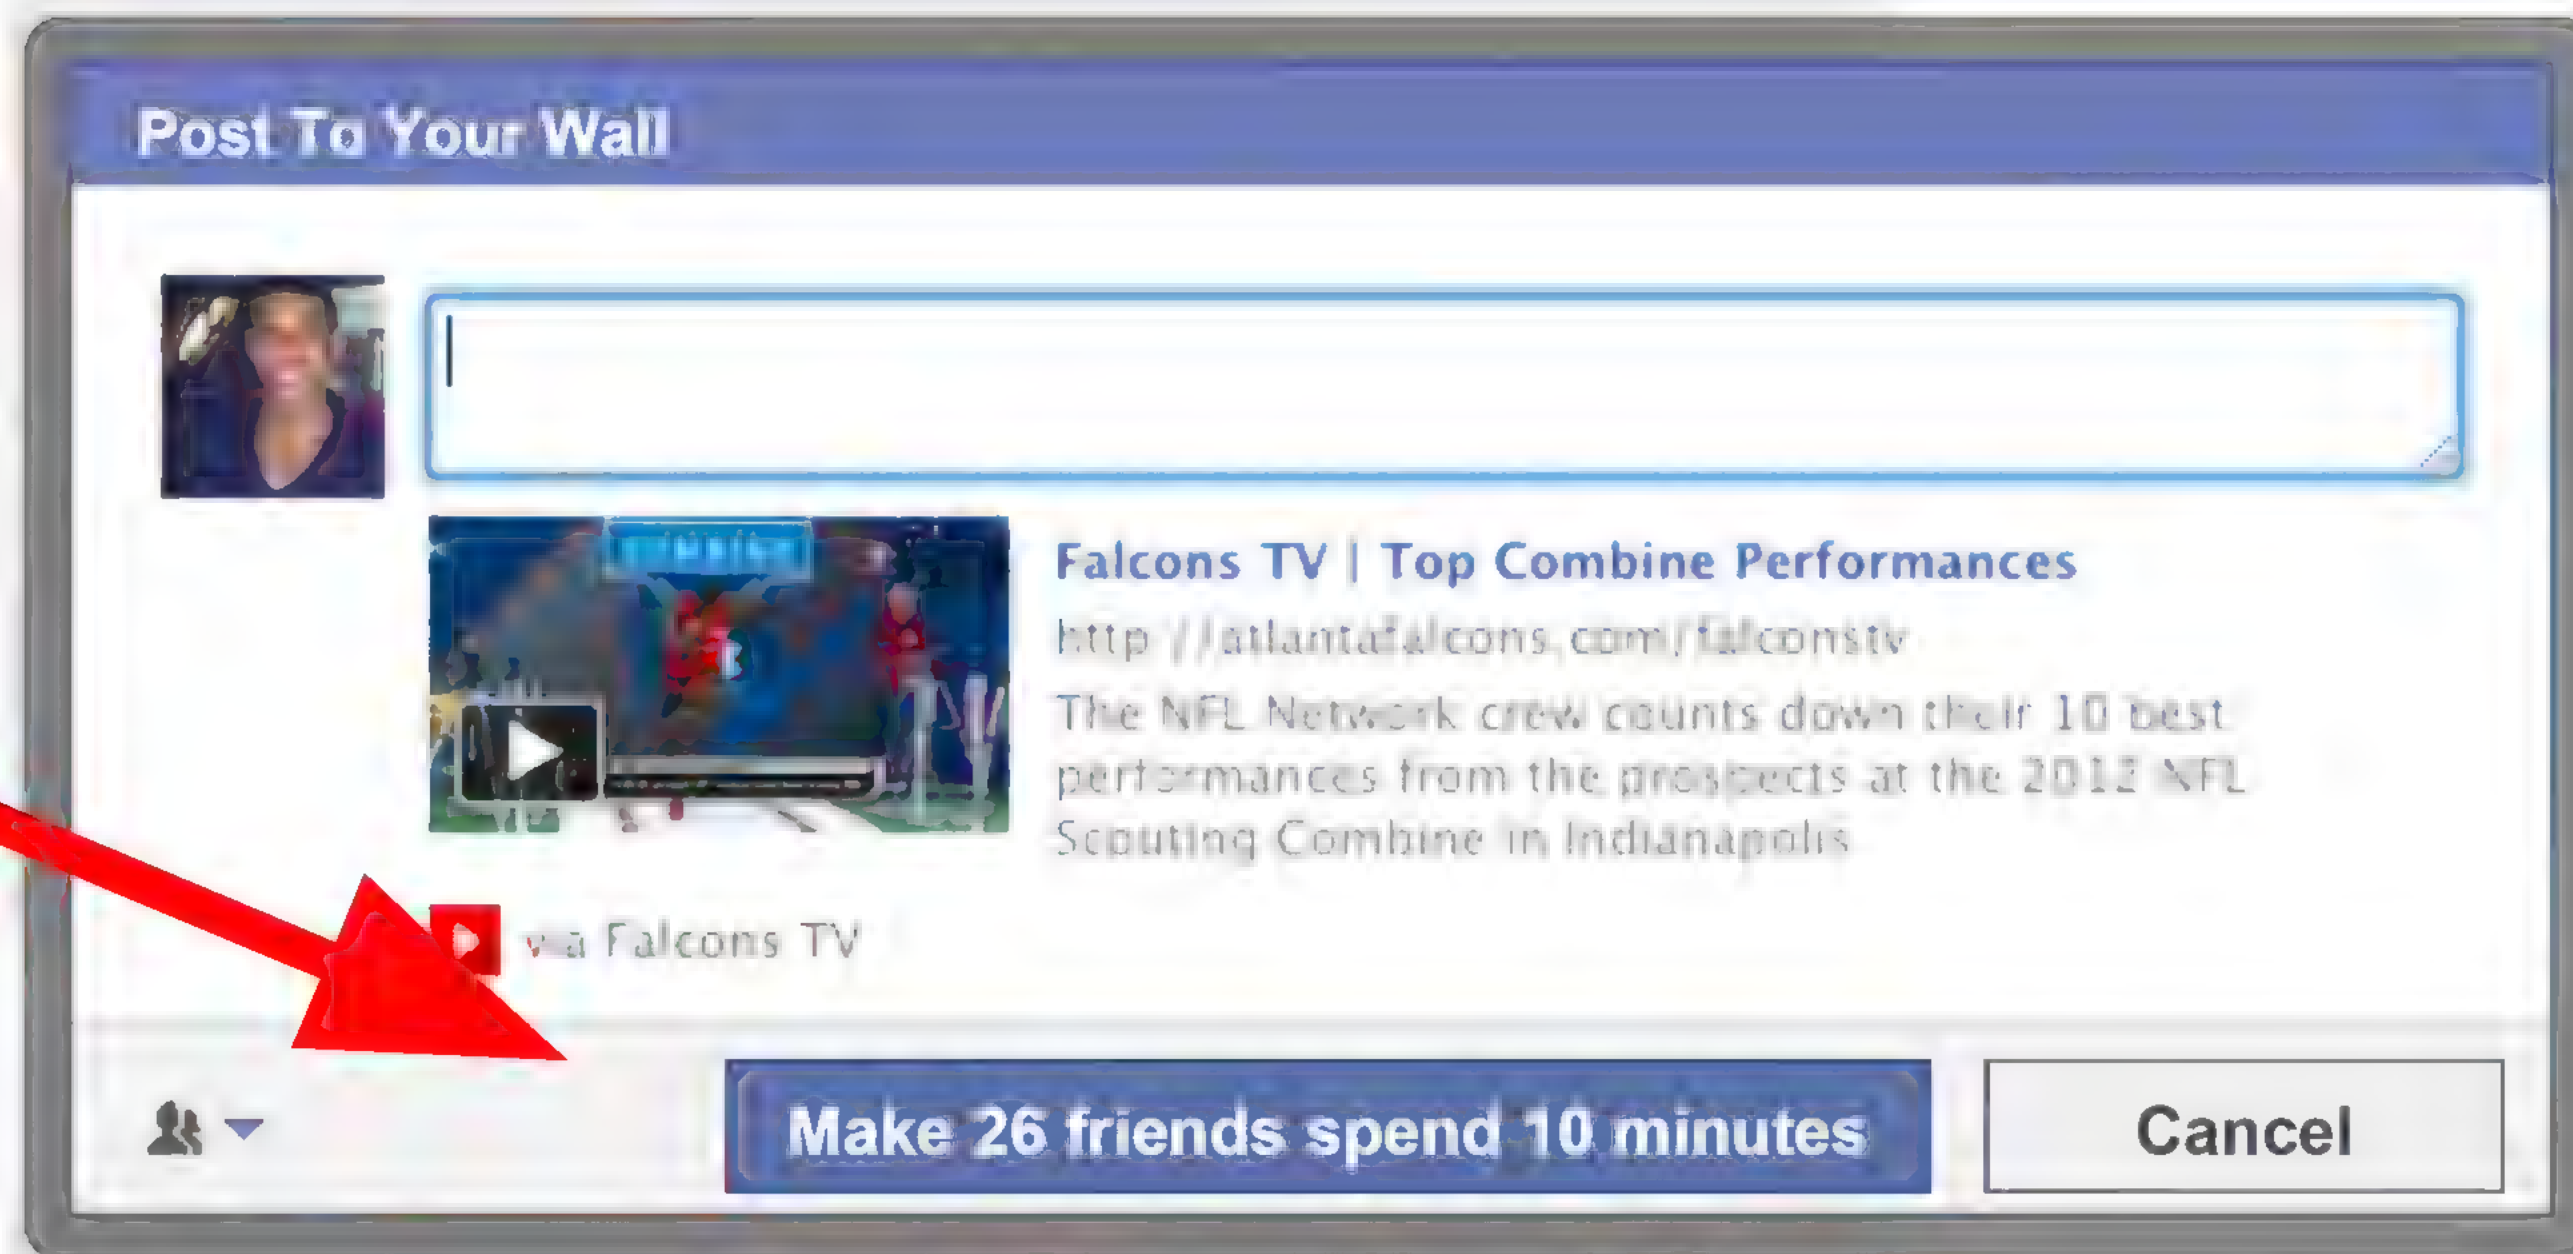 Post To Your Wall
Falcons TV | Top Combine Performances
http://atlantafalcons.com/falconstv
The NFL Network crew counts down their 10 best
performances from the prospects at the 2012 NFL
Scouting Combine in Indianapolis
via Falcons TV
Make 26 friends spend 10 minutes
Cancel